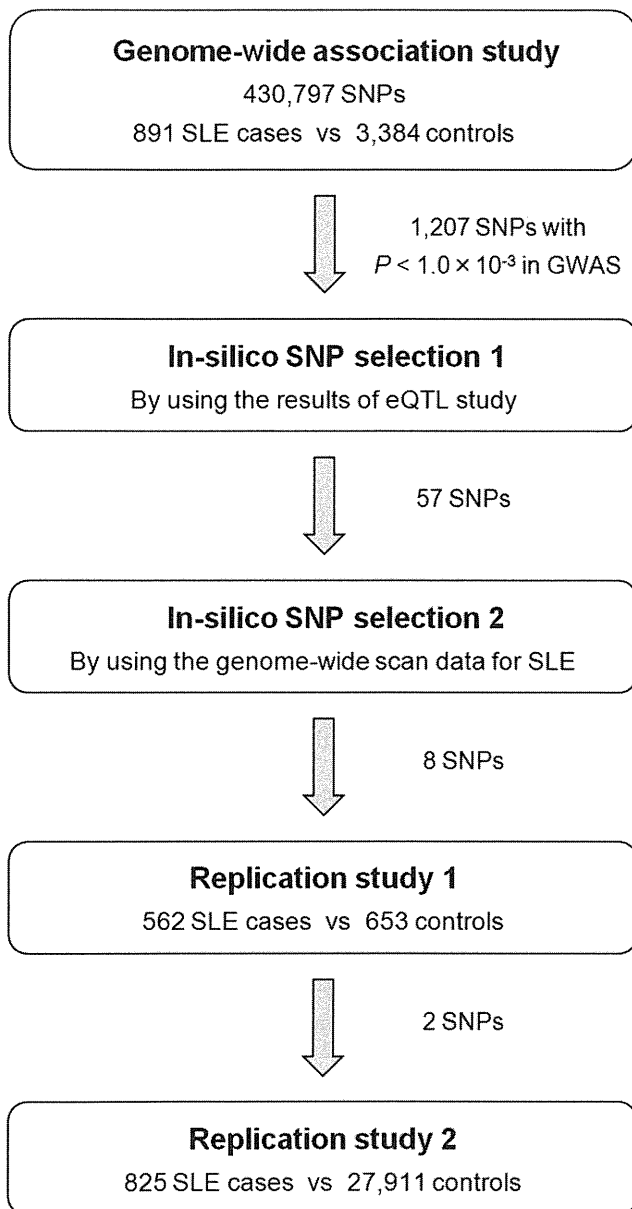 Genome-wide association study
430,797 SNPs
891 SLE cases vs 3,384 controls
1,207 SNPs with
P < 1.0 × 10⁻³ in GWAS
In-silico SNP selection 1
By using the results of eQTL study
57 SNPs
In-silico SNP selection 2
By using the genome-wide scan data for SLE
8 SNPs
Replication study 1
562 SLE cases vs 653 controls
2 SNPs
Replication study 2
825 SLE cases vs 27,911 controls